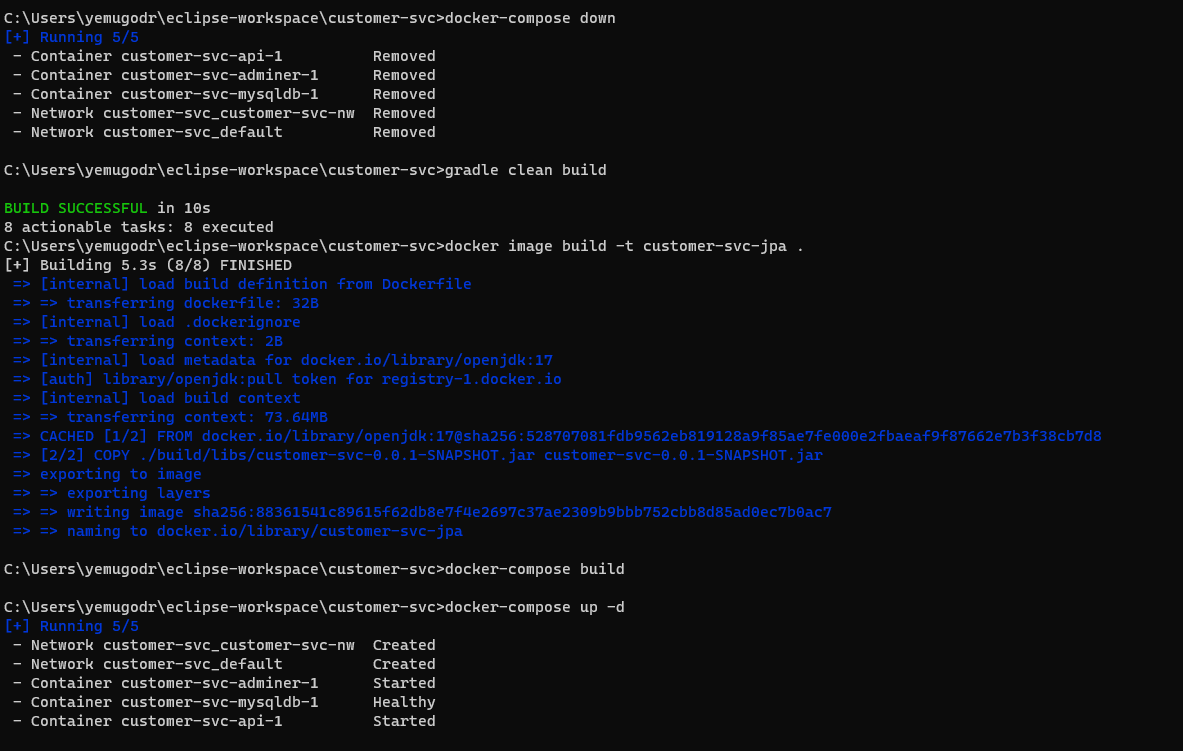 C:\Users\yemugodr\eclipse-workspace\customer-svc>docker-compose down
[+] Running 5/5
- Container customer-svc-api-1 Removed
- Container customer-svc-adminer-1 Removed
- Container customer-svc-mysqldb-1 Removed
- Network customer-svc_customer-svc-nw Removed
- Network customer-svc_default Removed
C:\Users\yemugodr\eclipse-workspace\customer-svc>gradle clean build
BUILD SUCCESSFUL in 10s
8 actionable tasks: 8 executed
C:\Users\yemugodr\eclipse-workspace\customer-svc>docker image build -t customer-svc-jpa .
[+] Building 5.3s (8/8) FINISHED
=> [internal] load build definition from Dockerfile
=> => transferring dockerfile: 32B
=> [internal] load .dockerignore
=> => transferring context: 2B
=> [internal] load metadata for docker.io/library/openjdk:17
=> [auth] library/openjdk:pull token for registry-1.docker.io
=> [internal] load build context
=> => transferring context: 73.64MB
=> CACHED [1/2] FROM docker.io/library/openjdk:17@sha256:528707081fdb9562eb819128a9f85ae7fe000e2fbaeaf9f87662e7b3f38cb7d8
=> [2/2] COPY ./build/libs/customer-svc-0.0.1-SNAPSHOT.jar customer-svc-0.0.1-SNAPSHOT.jar
=> exporting to image
=> => exporting layers
=> => writing image sha256:88361541c89615f62db8e7f4e2697c37ae2309b9bbb752cbb8d85ad0ec7b0ac7
=> => naming to docker.io/library/customer-svc-jpa
C:\Users\yemugodr\eclipse-workspace\customer-svc>docker-compose build
C:\Users\yemugodr\eclipse-workspace\customer-svc>docker-compose up -d
[+] Running 5/5
- Network customer-svc_customer-svc-nw Created
- Network customer-svc_default Created
- Container customer-svc-adminer-1 Started
- Container customer-svc-mysqldb-1 Healthy
- Container customer-svc-api-1 Started